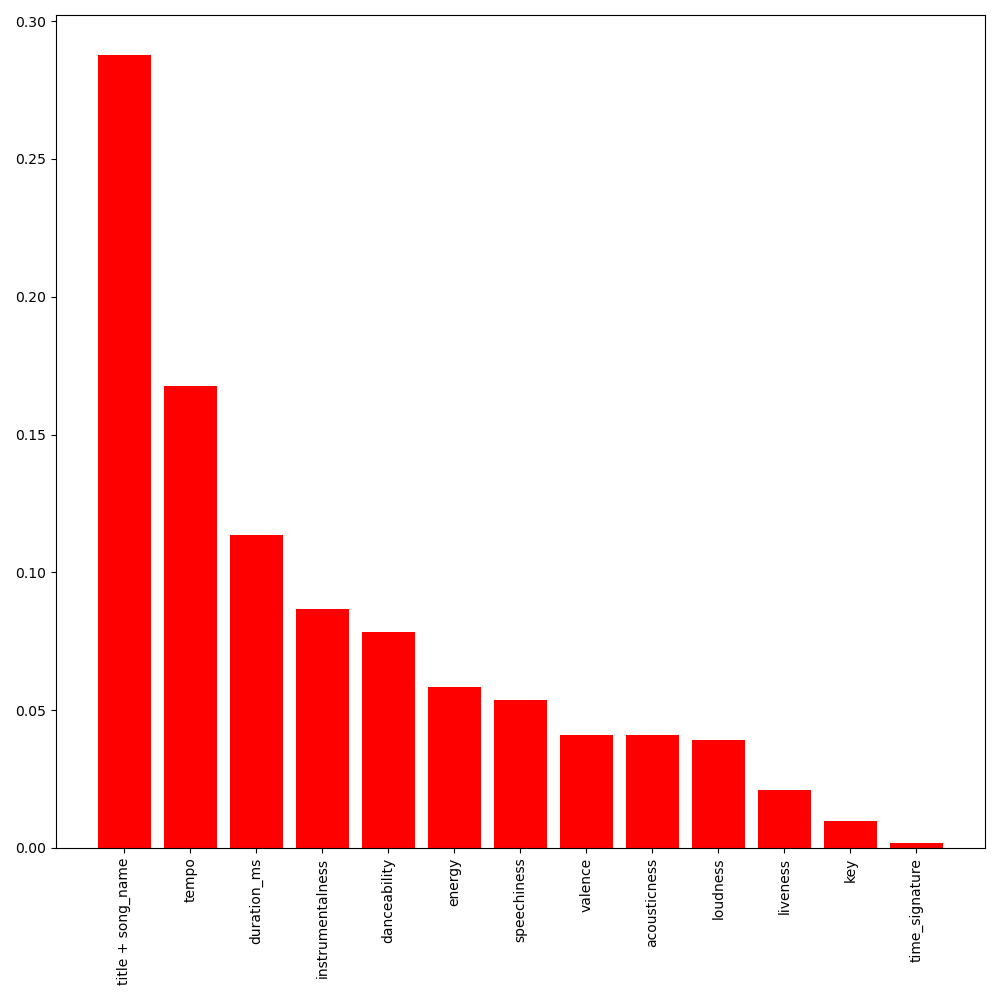 0.30
0.25
0.20
0.15
0.10
0.05
0.00
title + song_name
tempo
duration_ms
instrumentalness
danceability
energy
speechiness
valence
acousticness
loudness
liveness
key
time_signature